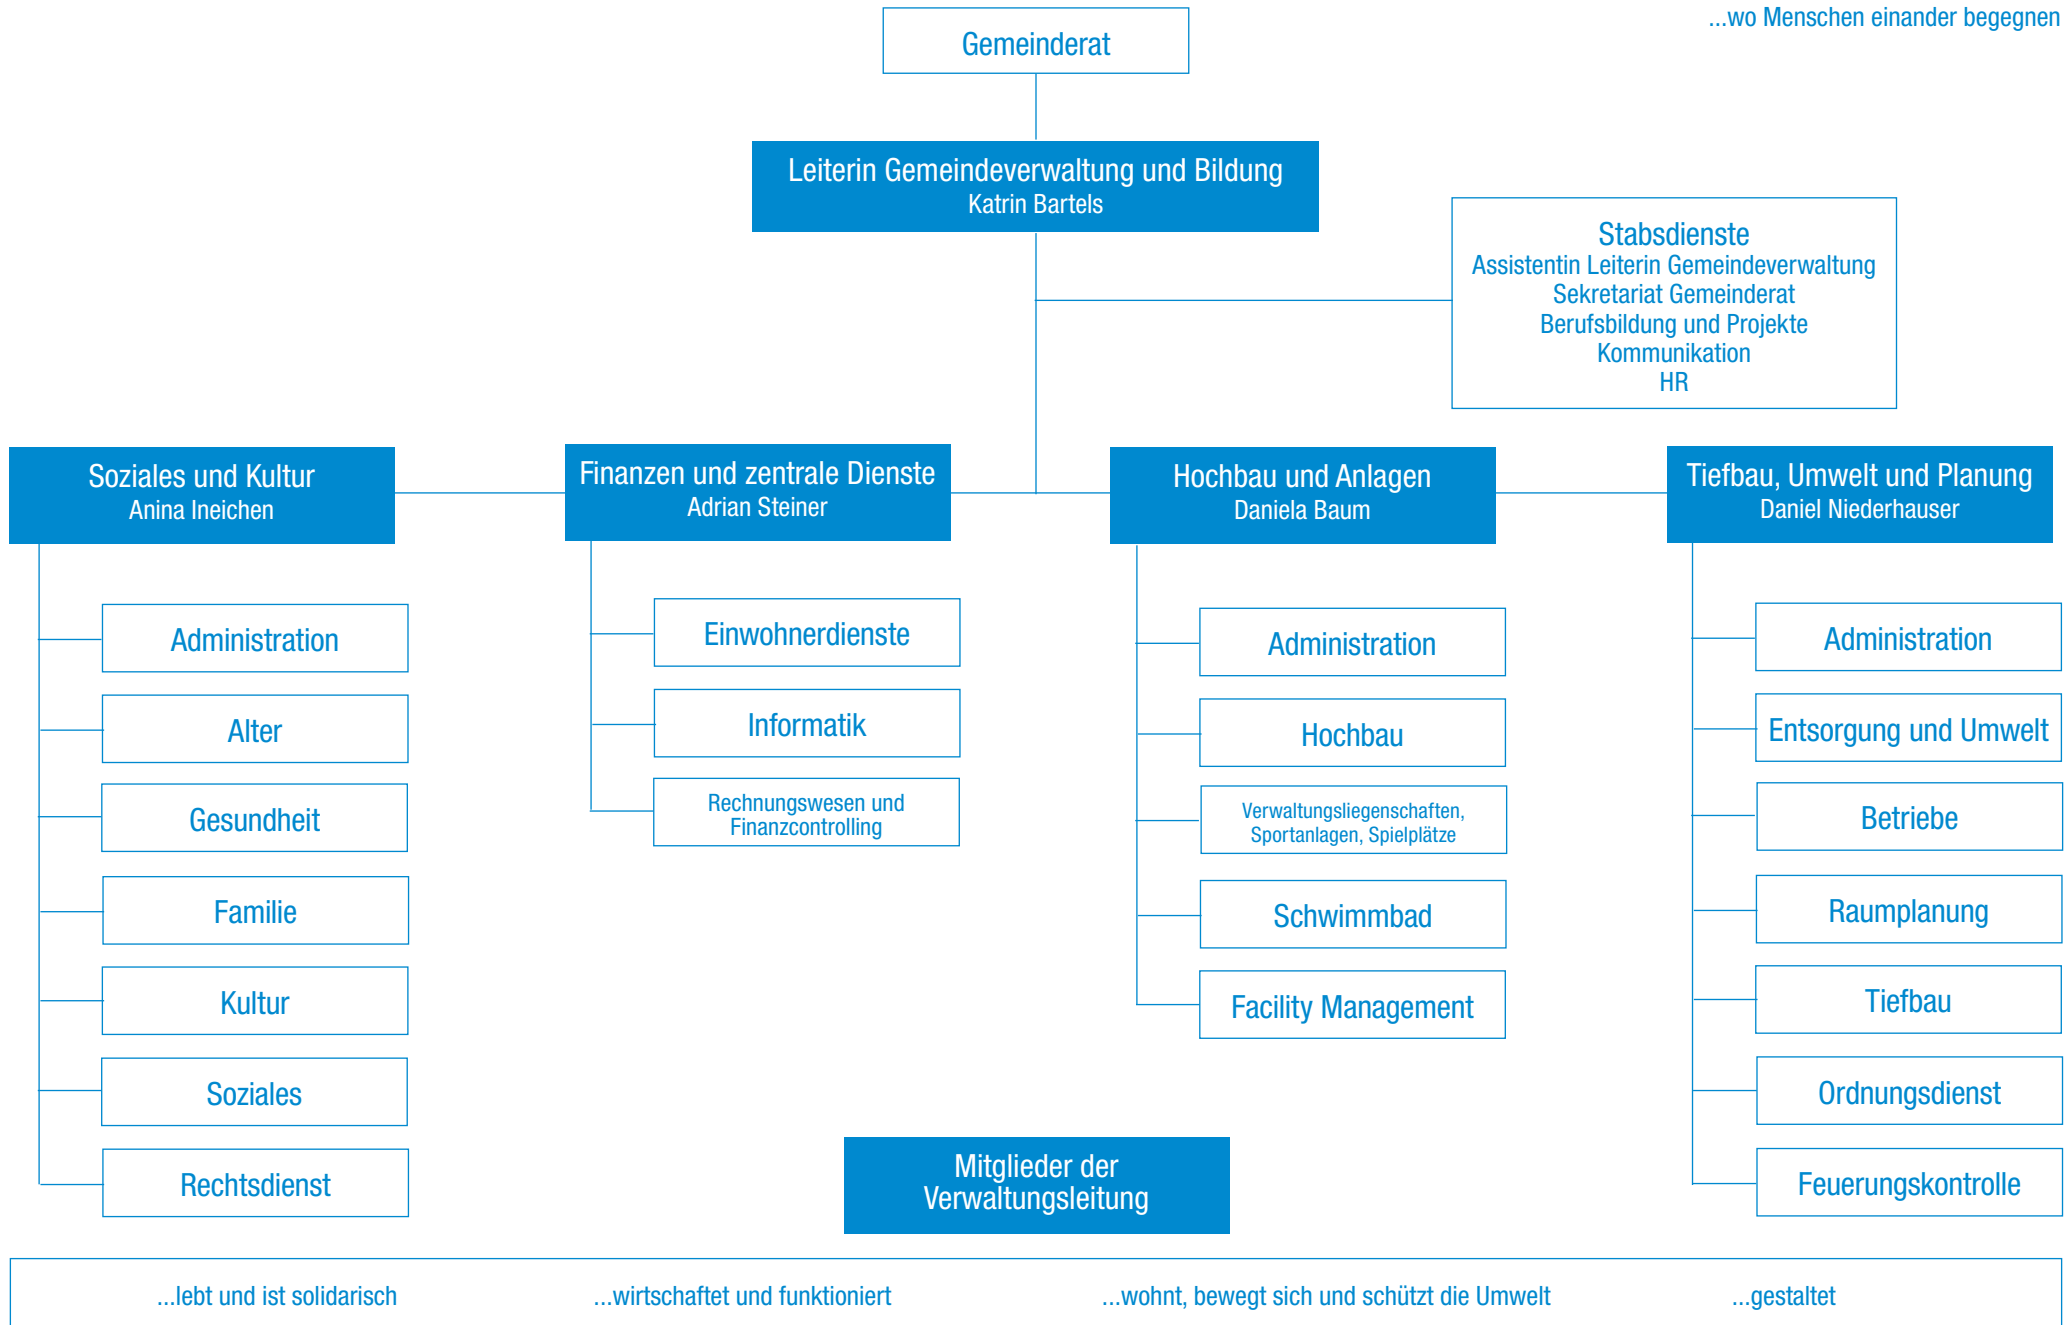 ...wo Menschen einander begegnen
Gemeinderat
Leiterin Gemeindeverwaltung und Bildung
Katrin Bartels
Stabsdienste
Assistentin Leiterin Gemeindeverwaltung
Sekretariat Gemeinderat
Berufsbildung und Projekte
Kommunikation
HR
Soziales und Kultur
Anina Ineichen
Administration
Alter
Gesundheit
Familie
Kultur
Soziales
Rechtsdienst
Finanzen und zentrale Dienste
Adrian Steiner
Einwohnerdienste
Informatik
Rechnungswesen und
Finanzcontrolling
Hochbau und Anlagen
Daniela Baum
Administration
Hochbau
Verwaltungsliegenschaften,
Sportanlagen, Spielplätze
Schwimmbad
Facility Management
Tiefbau, Umwelt und Planung
Daniel Niederhauser
Administration
Entsorgung und Umwelt
Betriebe
Raumplanung
Tiefbau
Ordnungsdienst
Feuerungskontrolle
Mitglieder der
Verwaltungsleitung
...lebt und ist solidarisch
...wirtschaftet und funktioniert
...wohnt, bewegt sich und schützt die Umwelt
...gestaltet